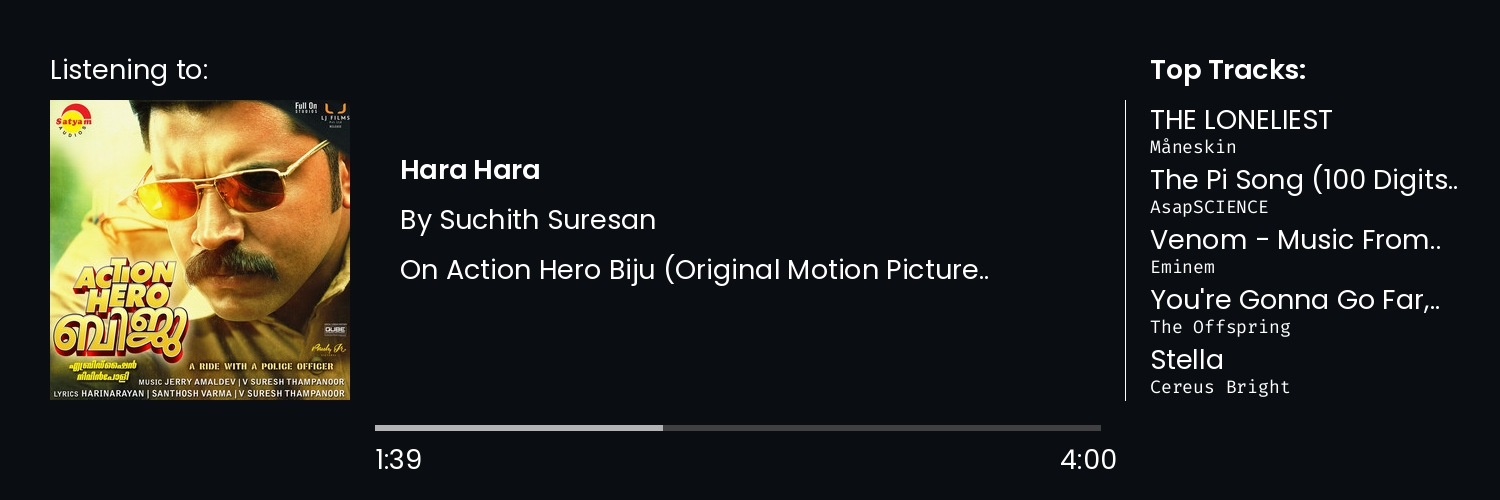 Listening to:
Satyam
AUDIOS
Full On
STUDIOS
LJ FILMS
ACTION
HERO
ബിജു
എബ്രിഡ്ഷൈൻ
നിവിൻപോളി
QUBE
A RIDE WITH A POLICE OFFICER
MUSIC JERRY AMALDEV | V SURESH THAMPANOOR
LYRICS HARINARAYAN | SANTHOSH VARMA | V SURESH THAMPANOOR
Hara Hara
By Suchith Suresan
On Action Hero Biju (Original Motion Picture..
1:39
4:00
Top Tracks:
THE LONELIEST
Måneskin
The Pi Song (100 Digits..
AsapSCIENCE
Venom - Music From..
Eminem
You're Gonna Go Far,..
The Offspring
Stella
Cereus Bright